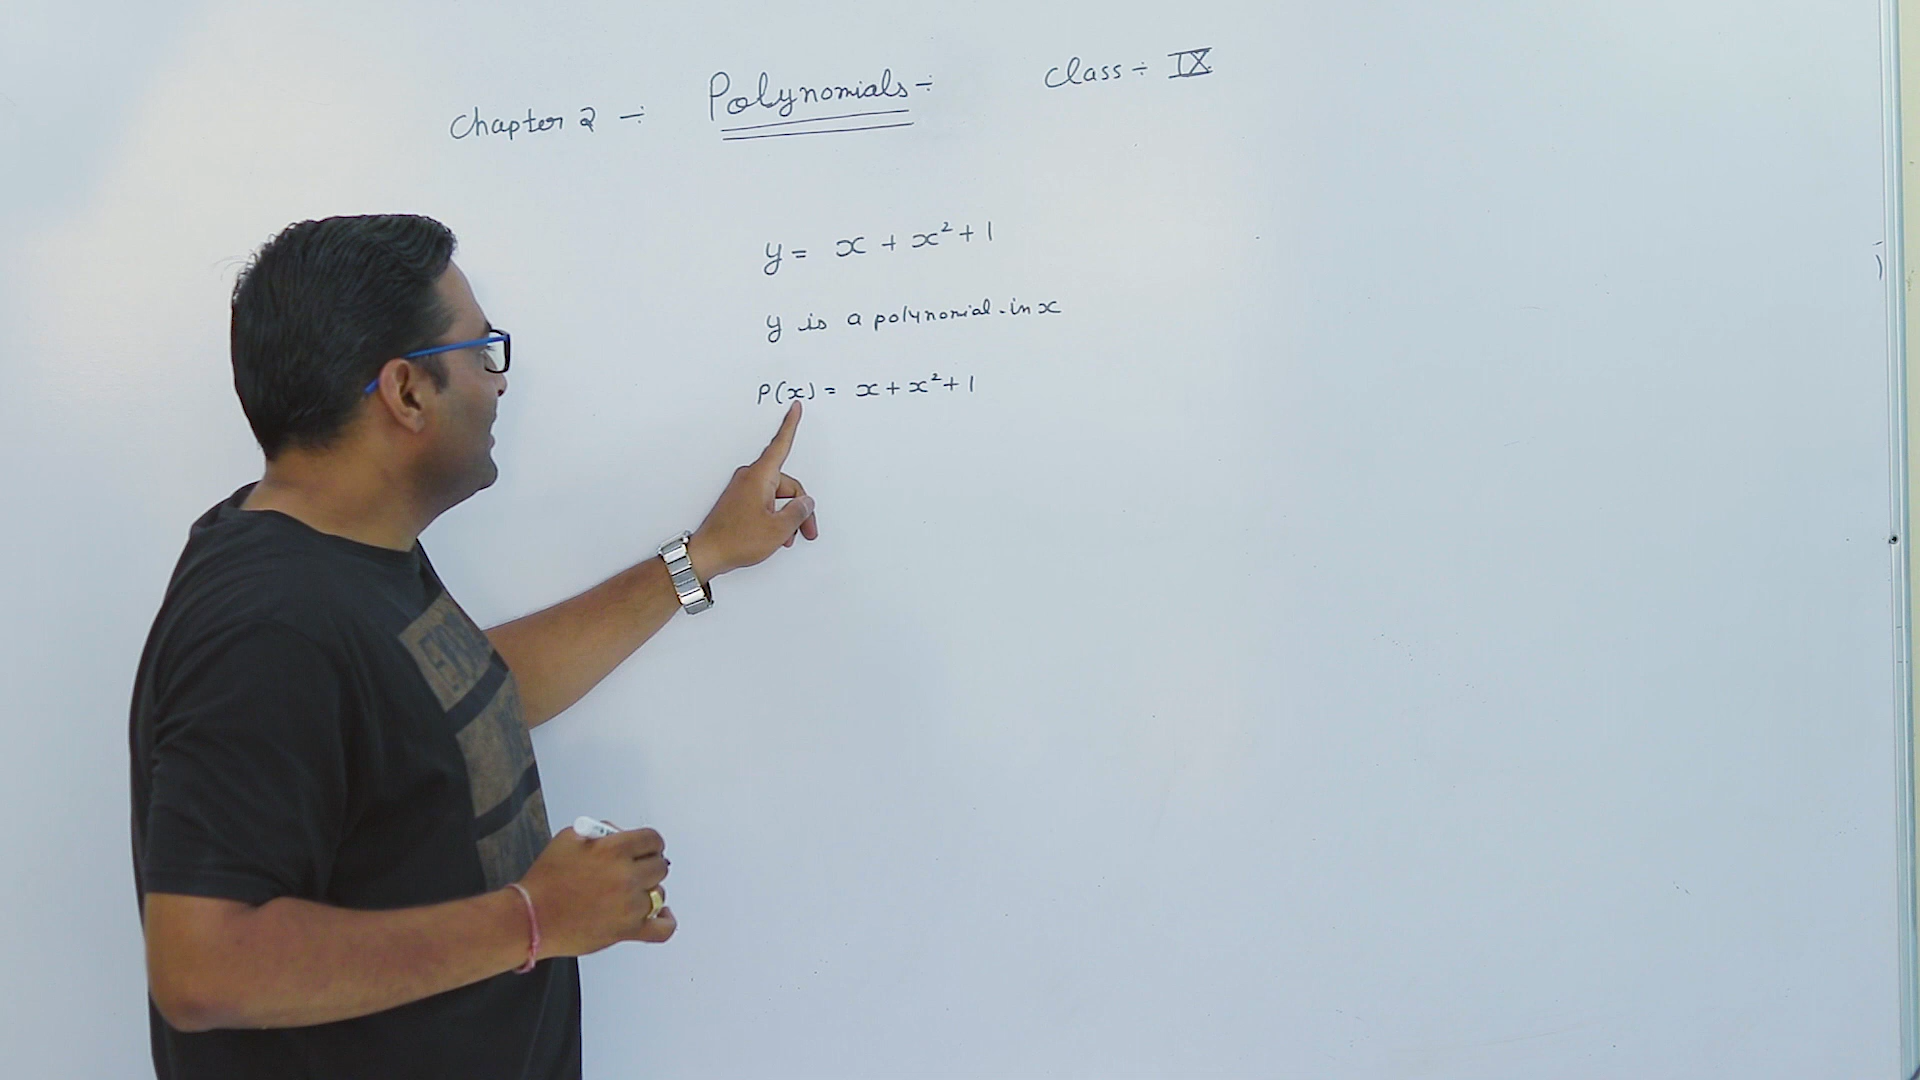 Chapter 2 ÷ Polynomials ÷ Class ÷ IX
y = x + x² + 1
y is a polynomial in x
P(x) = x + x² + 1